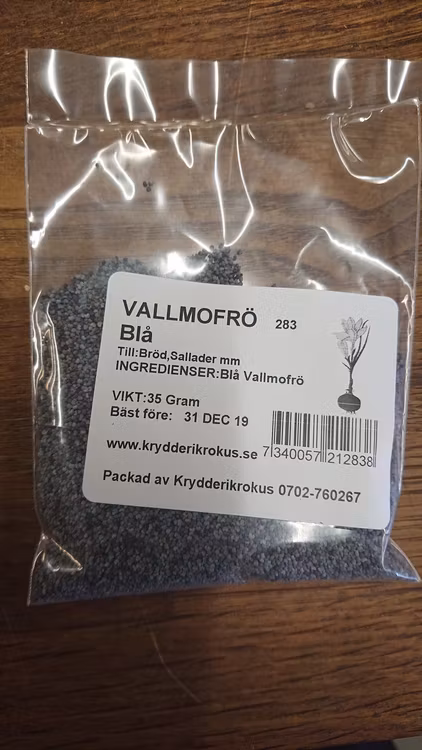 VALLMOFRÖ 283
Blå
Till:Bröd,Sallader mm
INGREDIENSER:Blå Vallmofrö
VIKT:35 Gram
Bäst före: 31 DEC 19
www.krydderikrokus.se
7 340057 212838
Packad av Krydderikrokus 0702-760267